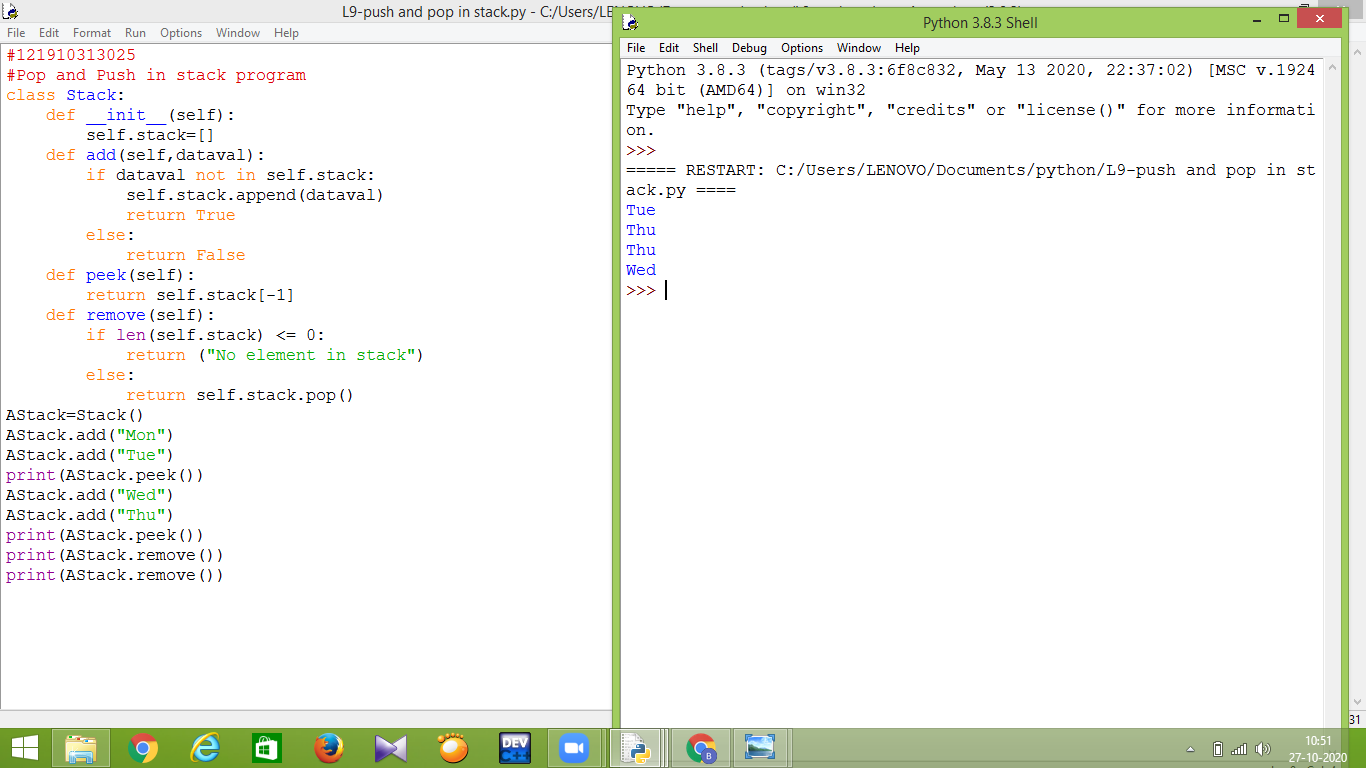 L9-push and pop in stack.py - C:/Users/
File Edit Format Run Options Window Help
#121910313025
#Pop and Push in stack program
class Stack:
    def __init__(self):
        self.stack=[]
    def add(self,dataval):
        if dataval not in self.stack:
            self.stack.append(dataval)
            return True
        else:
            return False
    def peek(self):
        return self.stack[-1]
    def remove(self):
        if len(self.stack) <= 0:
            return ("No element in stack")
        else:
            return self.stack.pop()
AStack=Stack()
AStack.add("Mon")
AStack.add("Tue")
print(AStack.peek())
AStack.add("Wed")
AStack.add("Thu")
print(AStack.peek())
print(AStack.remove())
print(AStack.remove())
Python 3.8.3 Shell
File Edit Shell Debug Options Window Help
Python 3.8.3 (tags/v3.8.3:6f8c832, May 13 2020, 22:37:02) [MSC v.1924
64 bit (AMD64)] on win32
Type "help", "copyright", "credits" or "license()" for more informati
on.
>>>
===== RESTART: C:/Users/LENOVO/Documents/python/L9-push and pop in st
ack.py ====
Tue
Thu
Thu
Wed
>>>
31
DEV
C++
B
10:51
27-10-2020